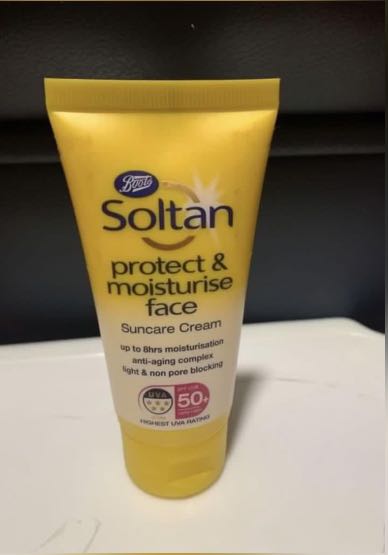 Boots
Soltan
protect &
moisturise
face
Suncare Cream
up to 8hrs moisturisation
anti-aging complex
light & non pore blocking
UVA
50+
HIGHEST UVA RATING